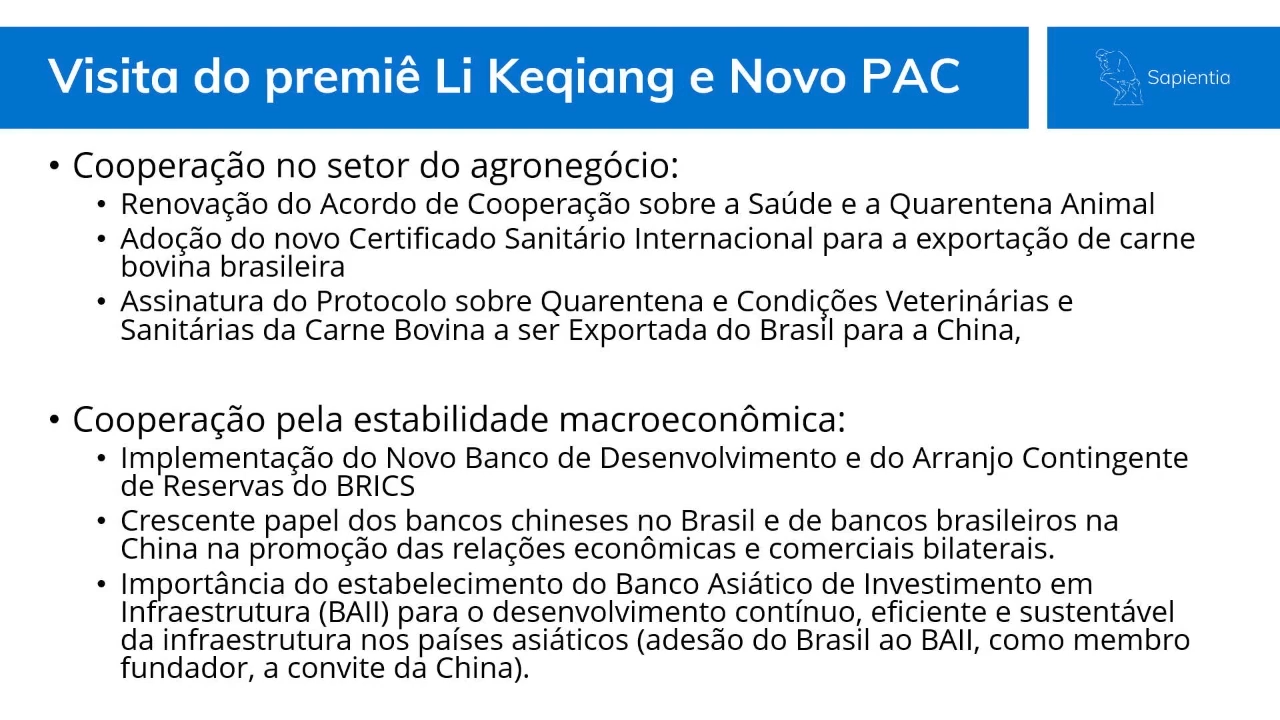 Visita do premiê Li Keqiang e Novo PAC
Sapientia
• Cooperação no setor do agronegócio:
• Renovação do Acordo de Cooperação sobre a Saúde e a Quarentena Animal
• Adoção do novo Certificado Sanitário Internacional para a exportação de carne
bovina brasileira
• Assinatura do Protocolo sobre Quarentena e Condições Veterinárias e
Sanitárias da Carne Bovina a ser Exportada do Brasil para a China,
• Cooperação pela estabilidade macroeconômica:
• Implementação do Novo Banco de Desenvolvimento e do Arranjo Contingente
de Reservas do BRICS
• Crescente papel dos bancos chineses no Brasil e de bancos brasileiros na
China na promoção das relações econômicas e comerciais bilaterais.
• Importância do estabelecimento do Banco Asiático de Investimento em
Infraestrutura (BAII) para o desenvolvimento contínuo, eficiente e sustentável
da infraestrutura nos países asiáticos (adesão do Brasil ao BAII, como membro
fundador, a convite da China).